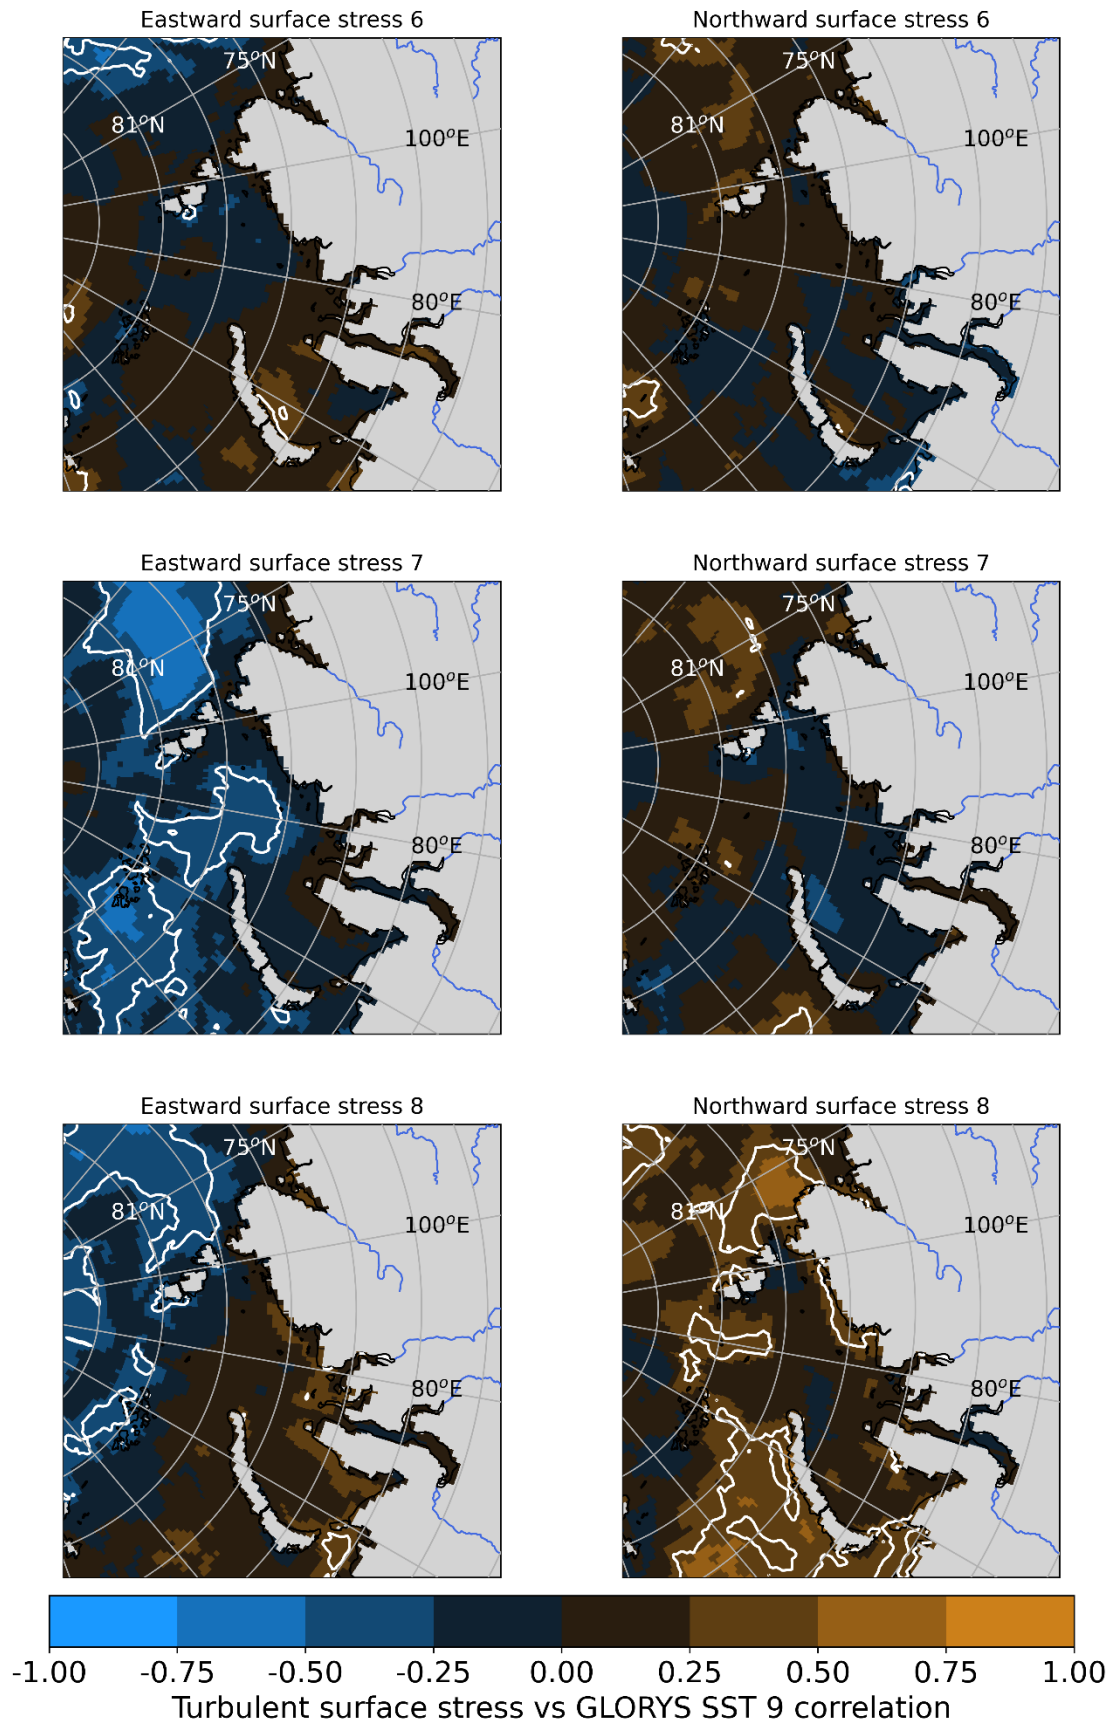 Eastward surface stress 6
Northward surface stress 6
75°N
81°N
100°E
80°E
75°N
81°N
100°E
80°E
Eastward surface stress 7
Northward surface stress 7
75°N
81°N
100°E
80°E
75°N
81°N
100°E
80°E
Eastward surface stress 8
Northward surface stress 8
75°N
81°N
100°E
80°E
75°N
81°N
100°E
80°E
-1.00 -0.75 -0.50 -0.25 0.00 0.25 0.50 0.75 1.00
Turbulent surface stress vs GLORYS SST 9 correlation